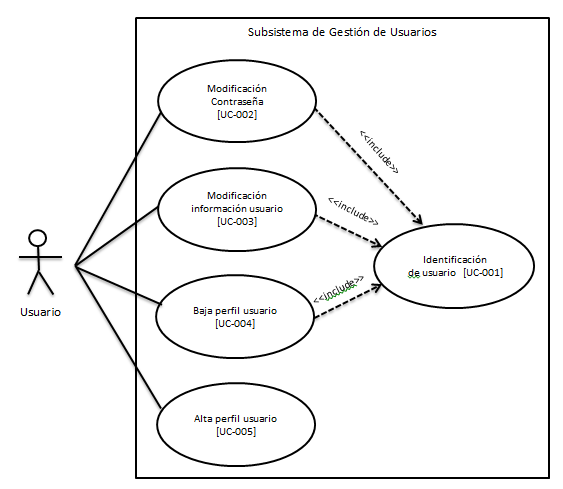 Subsistema de Gestión de Usuarios
Modificación
Contraseña
[UC-002]
<<include>>
Modificación
información usuario
[UC-003]
<<include>>
Identificación
de usuario [UC-001]
Usuario
Baja perfil usuario
[UC-004]
<<include>>
Alta perfil usuario
[UC-005]